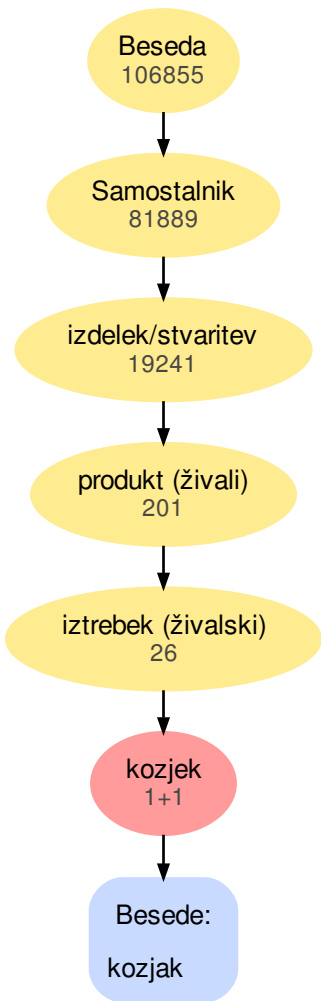 Beseda
106855
Samostalnik
81889
izdelek/stvaritev
19241
produkt (živali)
201
iztrebek (živalski)
26
kozjek
1+1
Besede:
kozjak